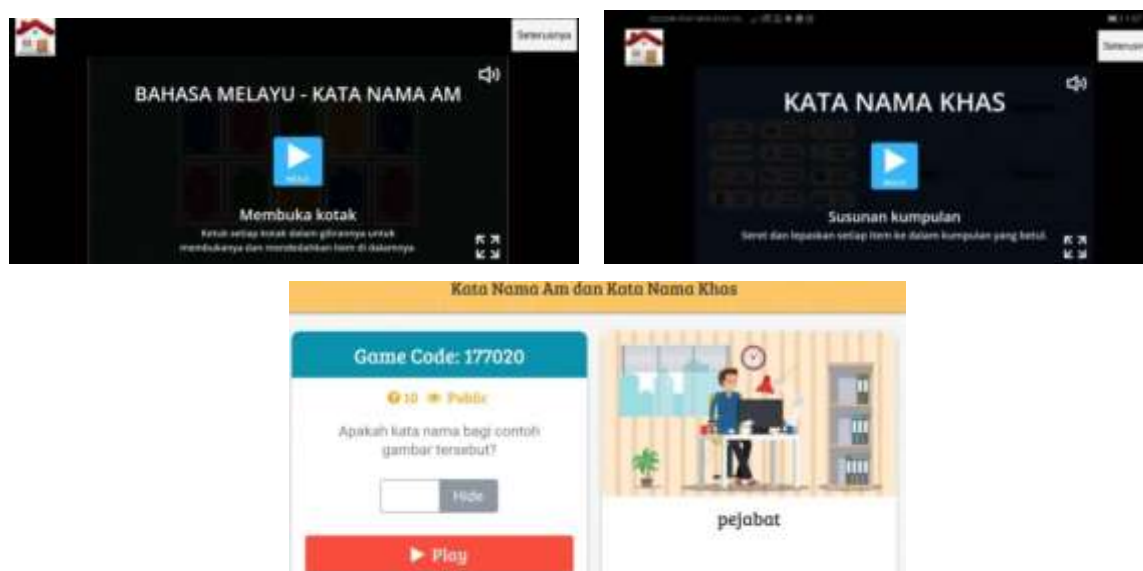 Seterusnya
BAHASA MELAYU - KATA NAMA AM
Membuka kotak
Ketuk setiap kotak dalam gilirannya untuk
membukanya dan mendedahkan item di dalamnya.
KATA NAMA KHAS
Susunan kumpulan
Seret dan lepaskan setiap item ke dalam kumpulan yang betul.
Kata Nama Am dan Kata Nama Khas
Game Code: 177020
10 Public
Apakah kata nama bagi contoh
gambar tersebut?
Hide
Play
pejabat